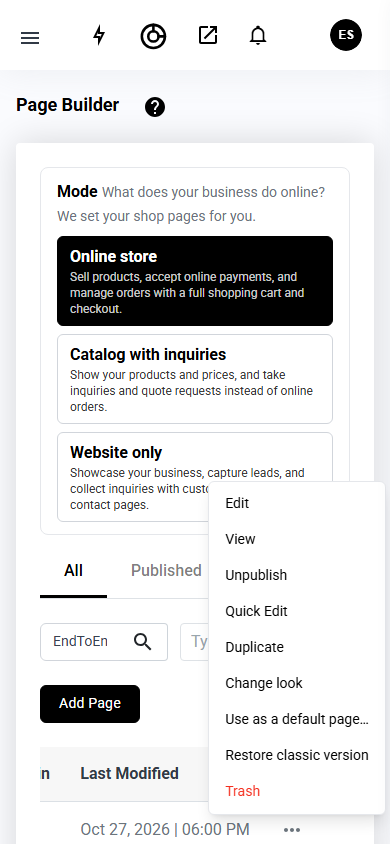 ES
Page Builder
Mode What does your business do online?
We set your shop pages for you.
Online store
Sell products, accept online payments, and
manage orders with a full shopping cart and
checkout.
Catalog with inquiries
Show your products and prices, and take
inquiries and quote requests instead of online
orders.
Website only
Showcase your business, capture leads, and
collect inquiries with
contact pages.
Edit
View
Unpublish
Quick Edit
Duplicate
Change look
Use as a default page…
Restore classic version
Trash
All Published
EndToEn
Add Page
Last Modified
Oct 27, 2026 | 06:00 PM